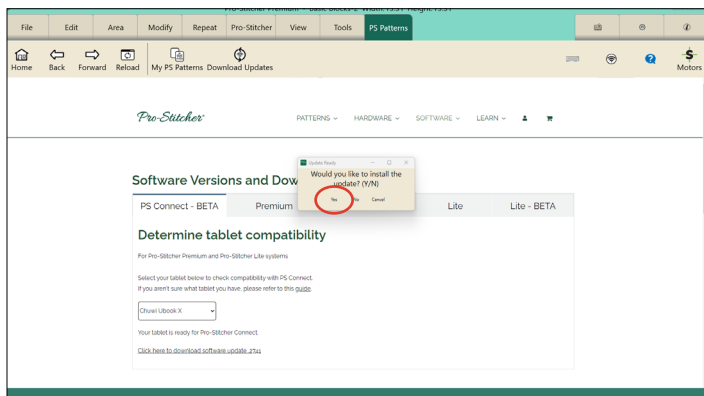 Pro-Stitcher Premium - Basic Blocks-2 Width: 13.51 Height: 13.51
File Edit Area Modify Repeat Pro-Stitcher View Tools PS Patterns
Home Back Forward Reload My PS Patterns Download Updates Motors
Pro-Stitcher
PATTERNS HARDWARE SOFTWARE LEARN
Update Ready
Would you like to install the
update? (Y/N)
Yes No Cancel
Software Versions and Dow
PS Connect - BETA Premium Lite Lite - BETA
Determine tablet compatibility
For Pro-Stitcher Premium and Pro-Stitcher Lite systems
Select your tablet below to check compatibility with PS Connect.
If you aren't sure what tablet you have, please refer to this guide.
Chuwi Ubook X
Your tablet is ready for Pro-Stitcher Connect.
Click here to download software update .2741